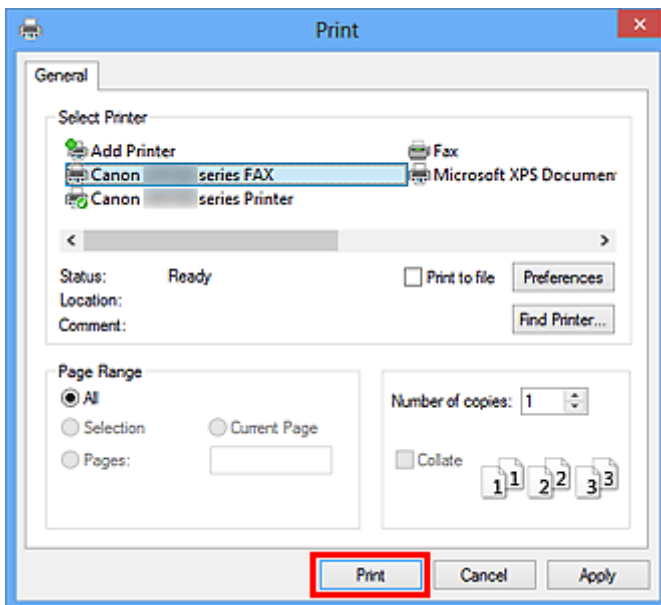 Print
General
Select Printer
Add Printer
Fax
Canon series FAX
Microsoft XPS Documen
Canon series Printer
Status: Ready
Print to file
Preferences
Location:
Comment:
Find Printer...
Page Range
All
Selection
Current Page
Pages:
Number of copies: 1
Collate
1 1 2 2 3 3
Print
Cancel
Apply